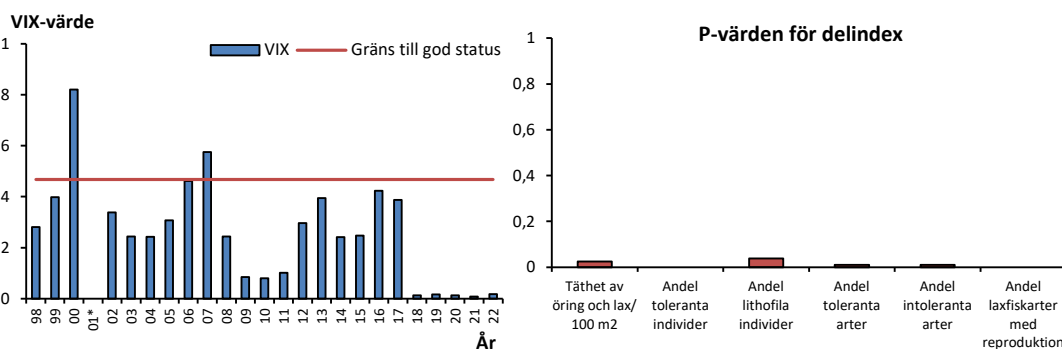 VIX-värde
VIX
Gräns till god status
1
8
6
4
2
0
98
99
00
01*
02
03
04
05
06
07
08
09
10
11
12
13
14
15
16
17
18
19
20
21
22
År
P-värden för delindex
1
0,8
0,6
0,4
0,2
0
Täthet av
öring och lax/
100 m2
Andel
toleranta
individer
Andel
lithofila
individer
Andel
toleranta
arter
Andel
intoleranta
arter
Andel
laxfiskarter
med
reproduktion